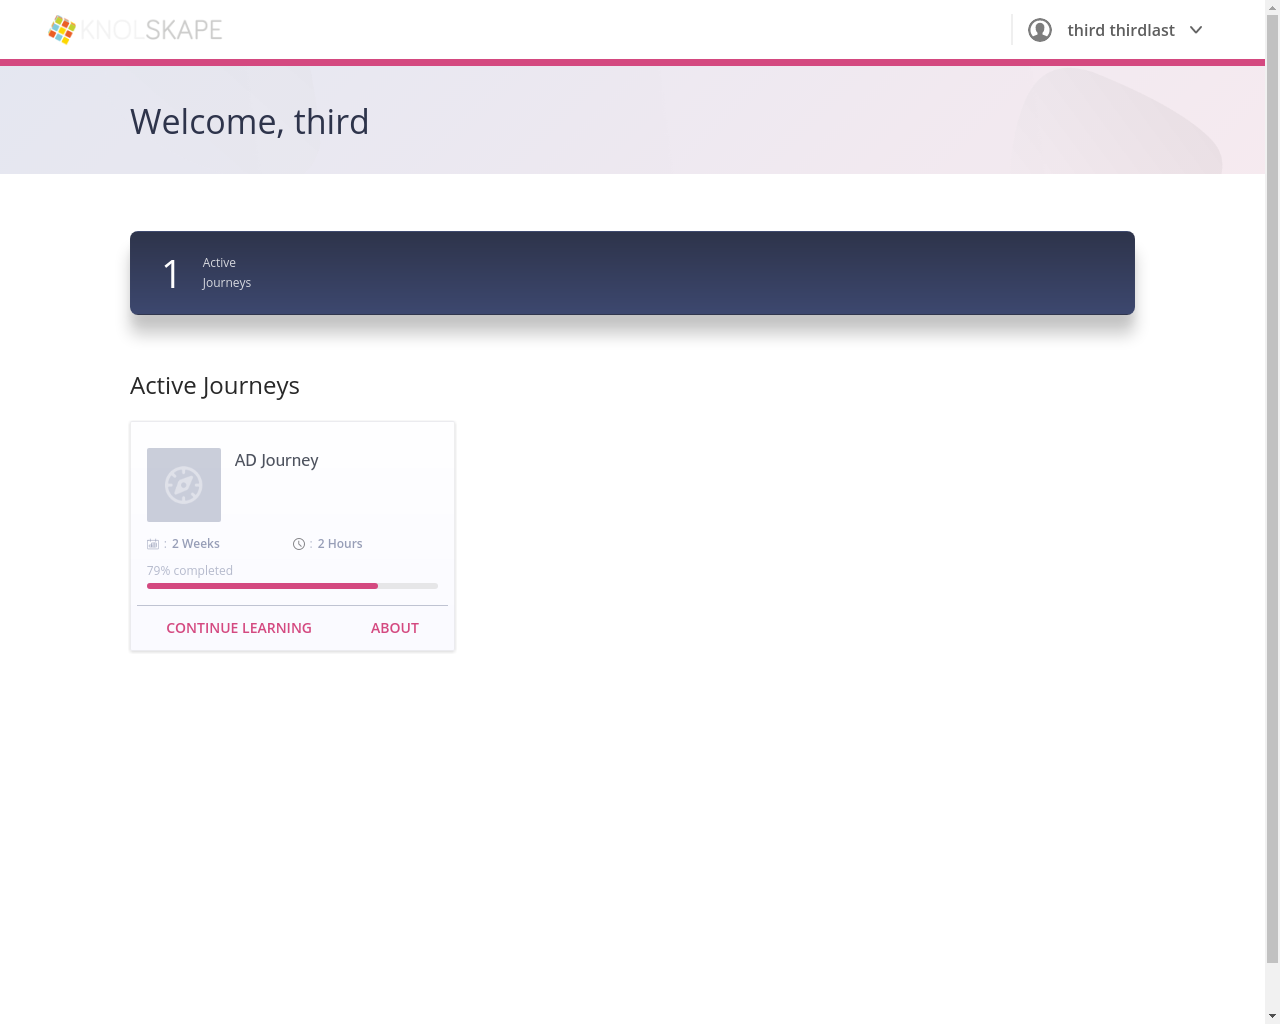 KNOLSKAPE
third thirdlast
Welcome, third
1
Active
Journeys
Active Journeys
AD Journey
: 2 Weeks
: 2 Hours
79% completed
CONTINUE LEARNING
ABOUT